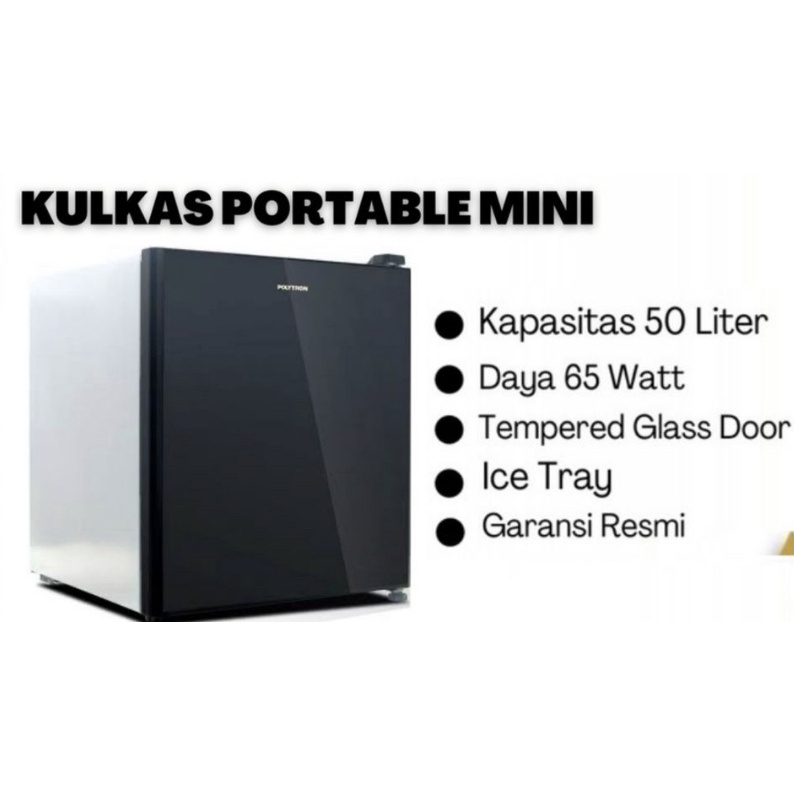 KULKAS PORTABLE MINI
POLYTRON
Kapasitas 50 Liter
Daya 65 Watt
Tempered Glass Door
Ice Tray
Garansi Resmi